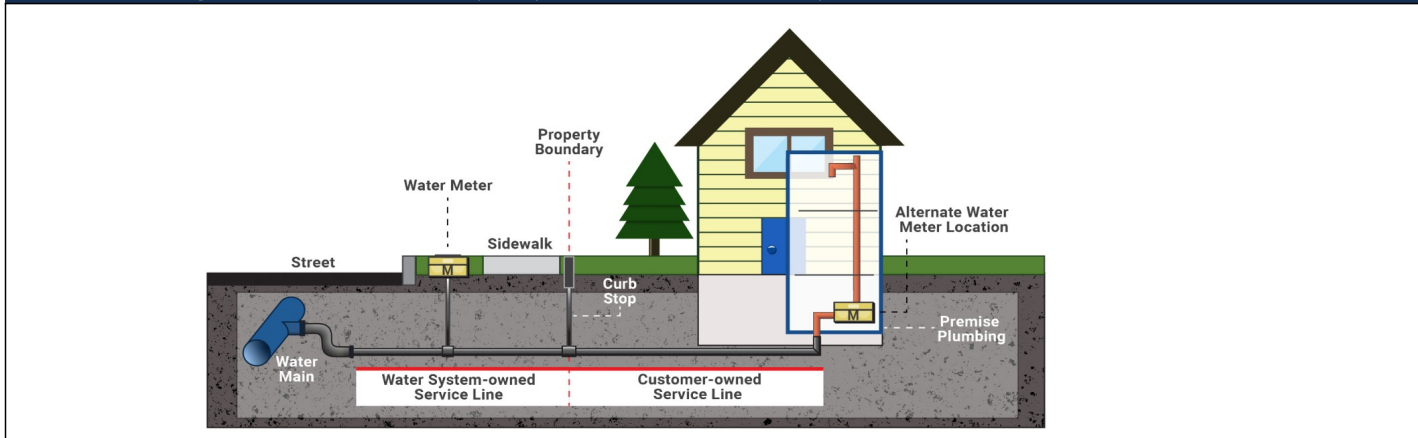 Property
Boundary
Water Meter
Alternate Water
Meter Location
Sidewalk
Street
M
Curb
Stop
M
Premise
Plumbing
Water
Main
Water System-owned
Service Line
Customer-owned
Service Line